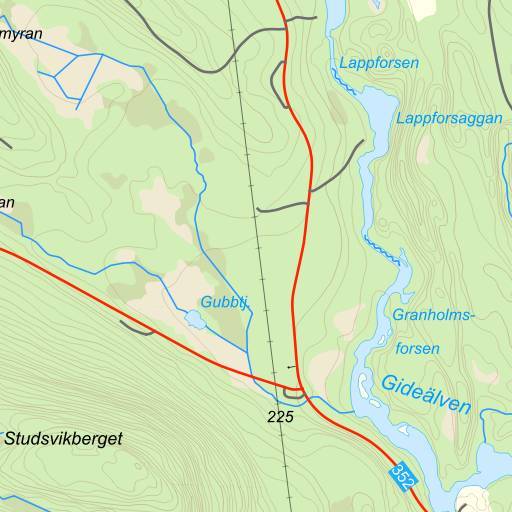 myran
Lappforsen
Lappforsaggan
an
Gubbtj.
Granholms-
forsen
Gideälven
225
Studsvikberget
352